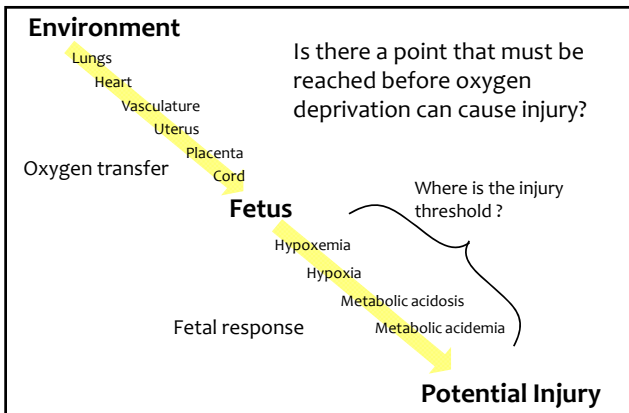 Environment
Lungs
Heart
Vasculature
Uterus
Placenta
Cord
Oxygen transfer
Is there a point that must be
reached before oxygen
deprivation can cause injury?
Fetus
Where is the injury
threshold ?
Hypoxemia
Hypoxia
Metabolic acidosis
Metabolic acidemia
Fetal response
Potential Injury